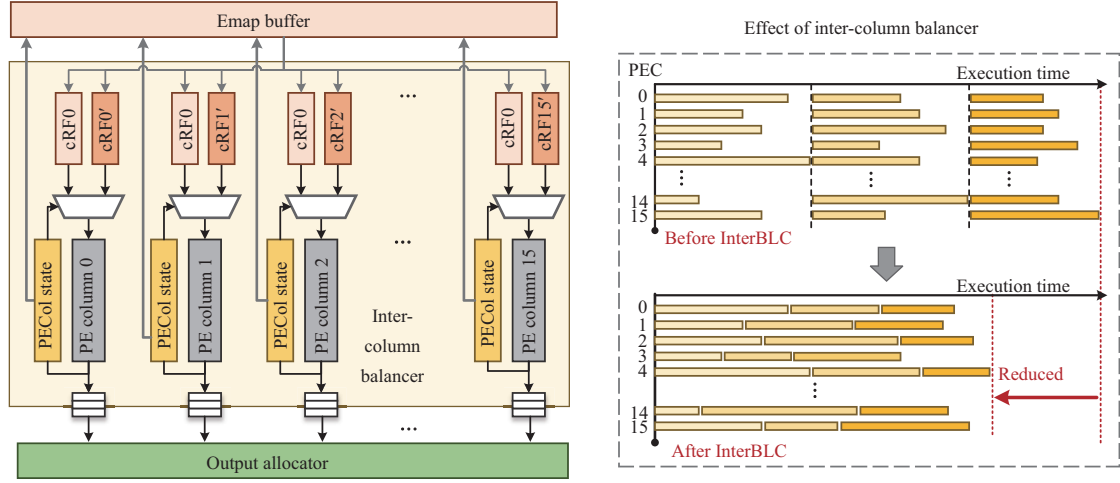 Emap buffer
cRF0
cRF0′
cRF0
cRF1′
cRF0
cRF2′
...
cRF0
cRF15′
PECol state
PE column 0
PECol state
PE column 1
PECol state
PE column 2
...
PECol state
PE column 15
Inter-
column
balancer
...
Output allocator
Effect of inter-column balancer
PEC
Execution time
0
1
2
3
4
14
15
Before InterBLC
Execution time
0
1
2
3
4
Reduced
14
15
After InterBLC